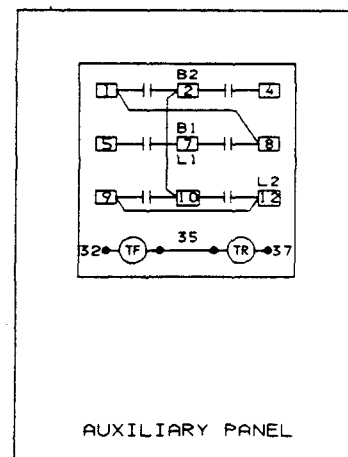 B2
1 2 4
B1
5 7 8
L1
L2
9 10 12
35
32 TF TR 37
AUXILIARY PANEL